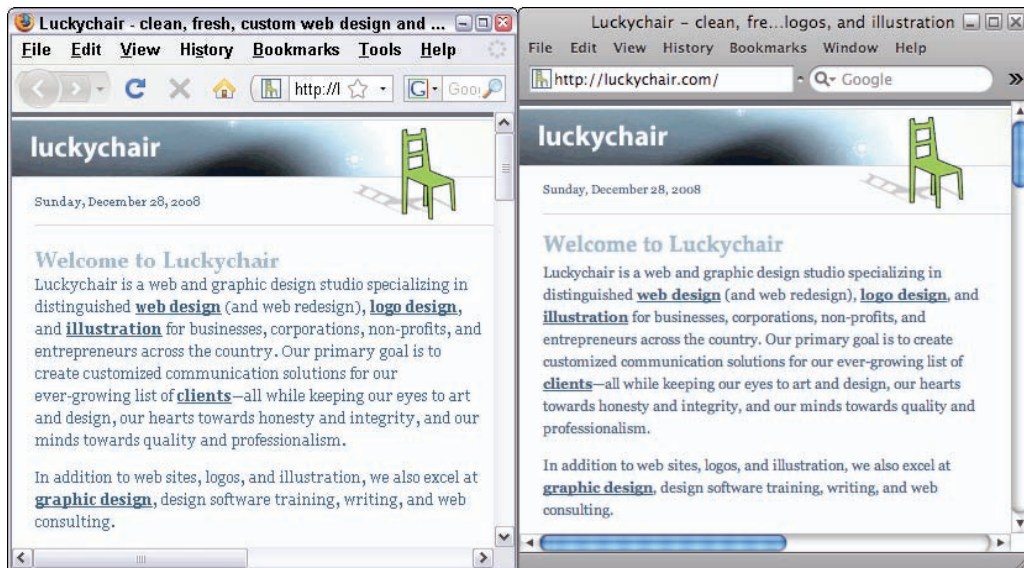 Luckychair - clean, fresh, custom web design and ...
File Edit View History Bookmarks Tools Help
http://l
G Goo
luckychair
Sunday, December 28, 2008
Welcome to Luckychair
Luckychair is a web and graphic design studio specializing in
distinguished web design (and web redesign), logo design,
and illustration for businesses, corporations, non-profits, and
entrepreneurs across the country. Our primary goal is to
create customized communication solutions for our
ever-growing list of clients—all while keeping our eyes to art
and design, our hearts towards honesty and integrity, and our
minds towards quality and professionalism.
In addition to web sites, logos, and illustration, we also excel at
graphic design, design software training, writing, and web
consulting.
Luckychair – clean, fre...logos, and illustration
File Edit View History Bookmarks Window Help
http://luckychair.com/
Google
luckychair
Sunday, December 28, 2008
Welcome to Luckychair
Luckychair is a web and graphic design studio specializing in
distinguished web design (and web redesign), logo design, and
illustration for businesses, corporations, non-profits, and
entrepreneurs across the country. Our primary goal is to create
customized communication solutions for our ever-growing list of
clients—all while keeping our eyes to art and design, our hearts
towards honesty and integrity, and our minds towards quality and
professionalism.
In addition to web sites, logos, and illustration, we also excel at
graphic design, design software training, writing, and web
consulting.